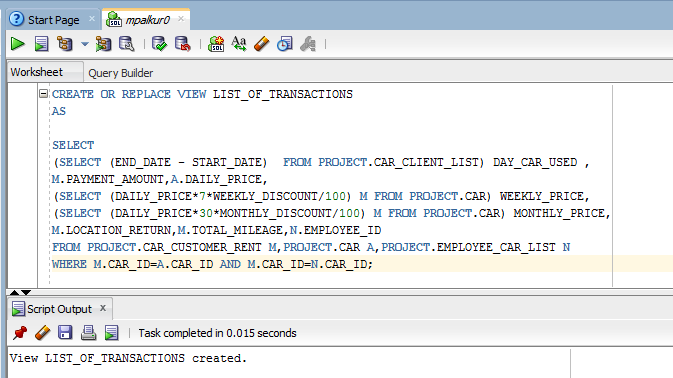 Start Page
mpalkur0
Worksheet
Query Builder
CREATE OR REPLACE VIEW LIST_OF_TRANSACTIONS
AS
SELECT
(SELECT (END_DATE - START_DATE)  FROM PROJECT.CAR_CLIENT_LIST) DAY_CAR_USED ,
M.PAYMENT_AMOUNT,A.DAILY_PRICE,
(SELECT (DAILY_PRICE*7*WEEKLY_DISCOUNT/100) M FROM PROJECT.CAR) WEEKLY_PRICE,
(SELECT (DAILY_PRICE*30*MONTHLY_DISCOUNT/100) M FROM PROJECT.CAR) MONTHLY_PRICE,
M.LOCATION_RETURN,M.TOTAL_MILEAGE,N.EMPLOYEE_ID
FROM PROJECT.CAR_CUSTOMER_RENT M,PROJECT.CAR A,PROJECT.EMPLOYEE_CAR_LIST N
WHERE M.CAR_ID=A.CAR_ID AND M.CAR_ID=N.CAR_ID;
Script Output x
Task completed in 0.015 seconds
View LIST_OF_TRANSACTIONS created.